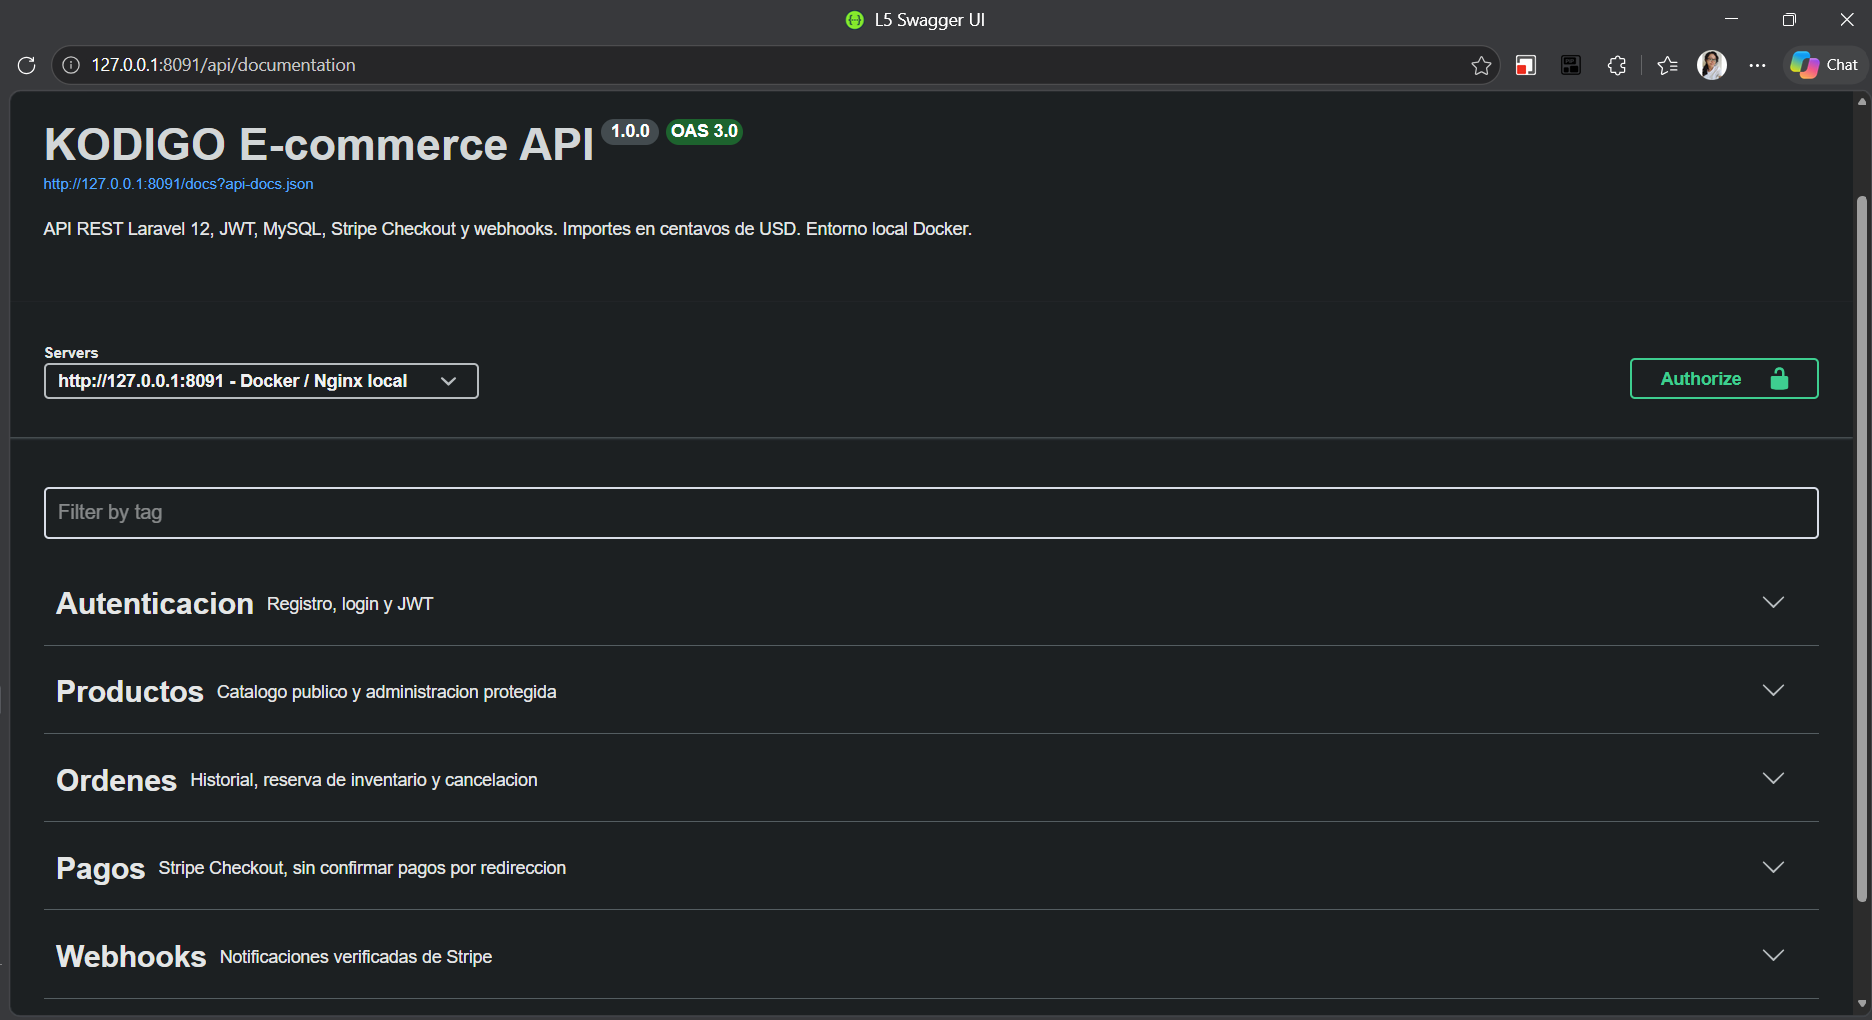 L5 Swagger UI
127.0.0.1:8091/api/documentation
Chat
KODIGO E-commerce API 1.0.0 OAS 3.0
http://127.0.0.1:8091/docs?api-docs.json
API REST Laravel 12, JWT, MySQL, Stripe Checkout y webhooks. Importes en centavos de USD. Entorno local Docker.
Servers
http://127.0.0.1:8091 - Docker / Nginx local
Authorize
Filter by tag
Autenticacion Registro, login y JWT
Productos Catalogo publico y administracion protegida
Ordenes Historial, reserva de inventario y cancelacion
Pagos Stripe Checkout, sin confirmar pagos por redireccion
Webhooks Notificaciones verificadas de Stripe